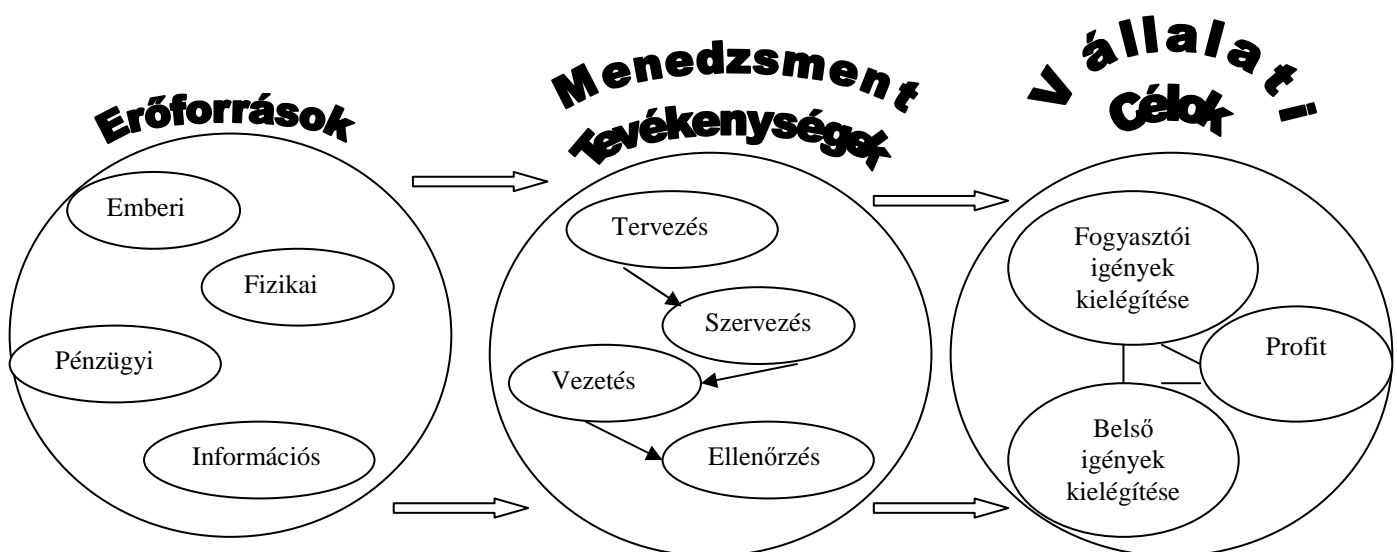 Erőforrások
Emberi
Fizikai
Pénzügyi
Információs
Menedzsment
Tevékenységek
Tervezés
Szervezés
Vezetés
Ellenőrzés
Vállalati
Célok
Fogyasztói
igények
kielégítése
Profit
Belső
igények
kielégítése